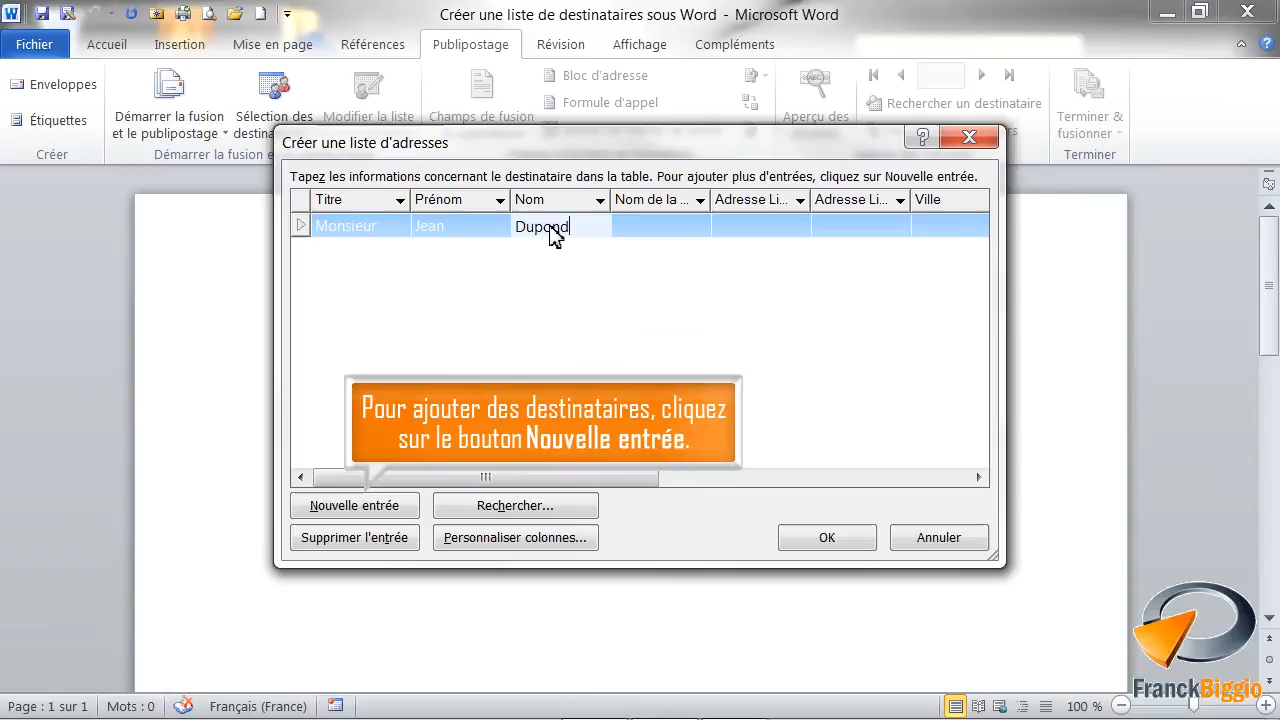 Créer une liste de destinataires sous Word - Microsoft Word
Fichier
Accueil
Insertion
Mise en page
Références
Publipostage
Révision
Affichage
Compléments
Enveloppes
Étiquettes
Créer
Démarrer la fusion
et le publipostage
Sélection des
Modifier la liste
Démarrer la fusion
Champs de fusion
Bloc d'adresse
Formule d'appel
Aperçu des
Rechercher un destinataire
Terminer &
fusionner
Terminer
Créer une liste d'adresses
Tapez les informations concernant le destinataire dans la table. Pour ajouter plus d'entrées, cliquez sur Nouvelle entrée.
Titre
Prénom
Nom
Nom de la ...
Adresse Li...
Adresse Li...
Ville
Monsieur
Jean
Dupond
Pour ajouter des destinataires, cliquez
sur le bouton Nouvelle entrée.
Nouvelle entrée
Rechercher...
Supprimer l'entrée
Personnaliser colonnes...
OK
Annuler
FranckBiggio
Page : 1 sur 1
Mots : 0
Français (France)
100 %